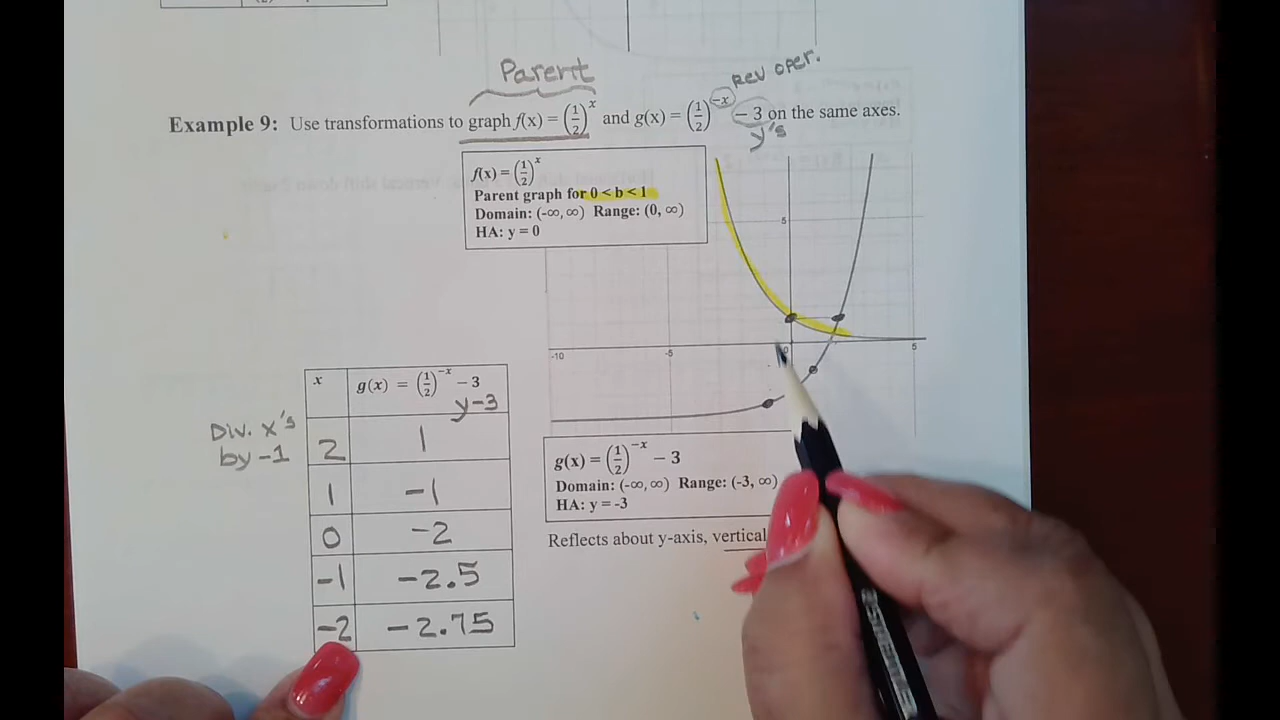 Parent
rev oper.
Example 9: Use transformations to graph f(x) = (1/2)^x and g(x) = (1/2)^-x - 3 on the same axes.
y's
f(x) = (1/2)^x
Parent graph for 0 < b < 1
Domain: (-∞, ∞) Range: (0, ∞)
HA: y = 0
5
-10 -5 0 5
x g(x) = (1/2)^-x - 3
y-3
Div. x's
by -1
2 1
1 -1
0 -2
-1 -2.5
-2 -2.75
g(x) = (1/2)^-x - 3
Domain: (-∞, ∞) Range: (-3, ∞)
HA: y = -3
Reflects about y-axis, vertical